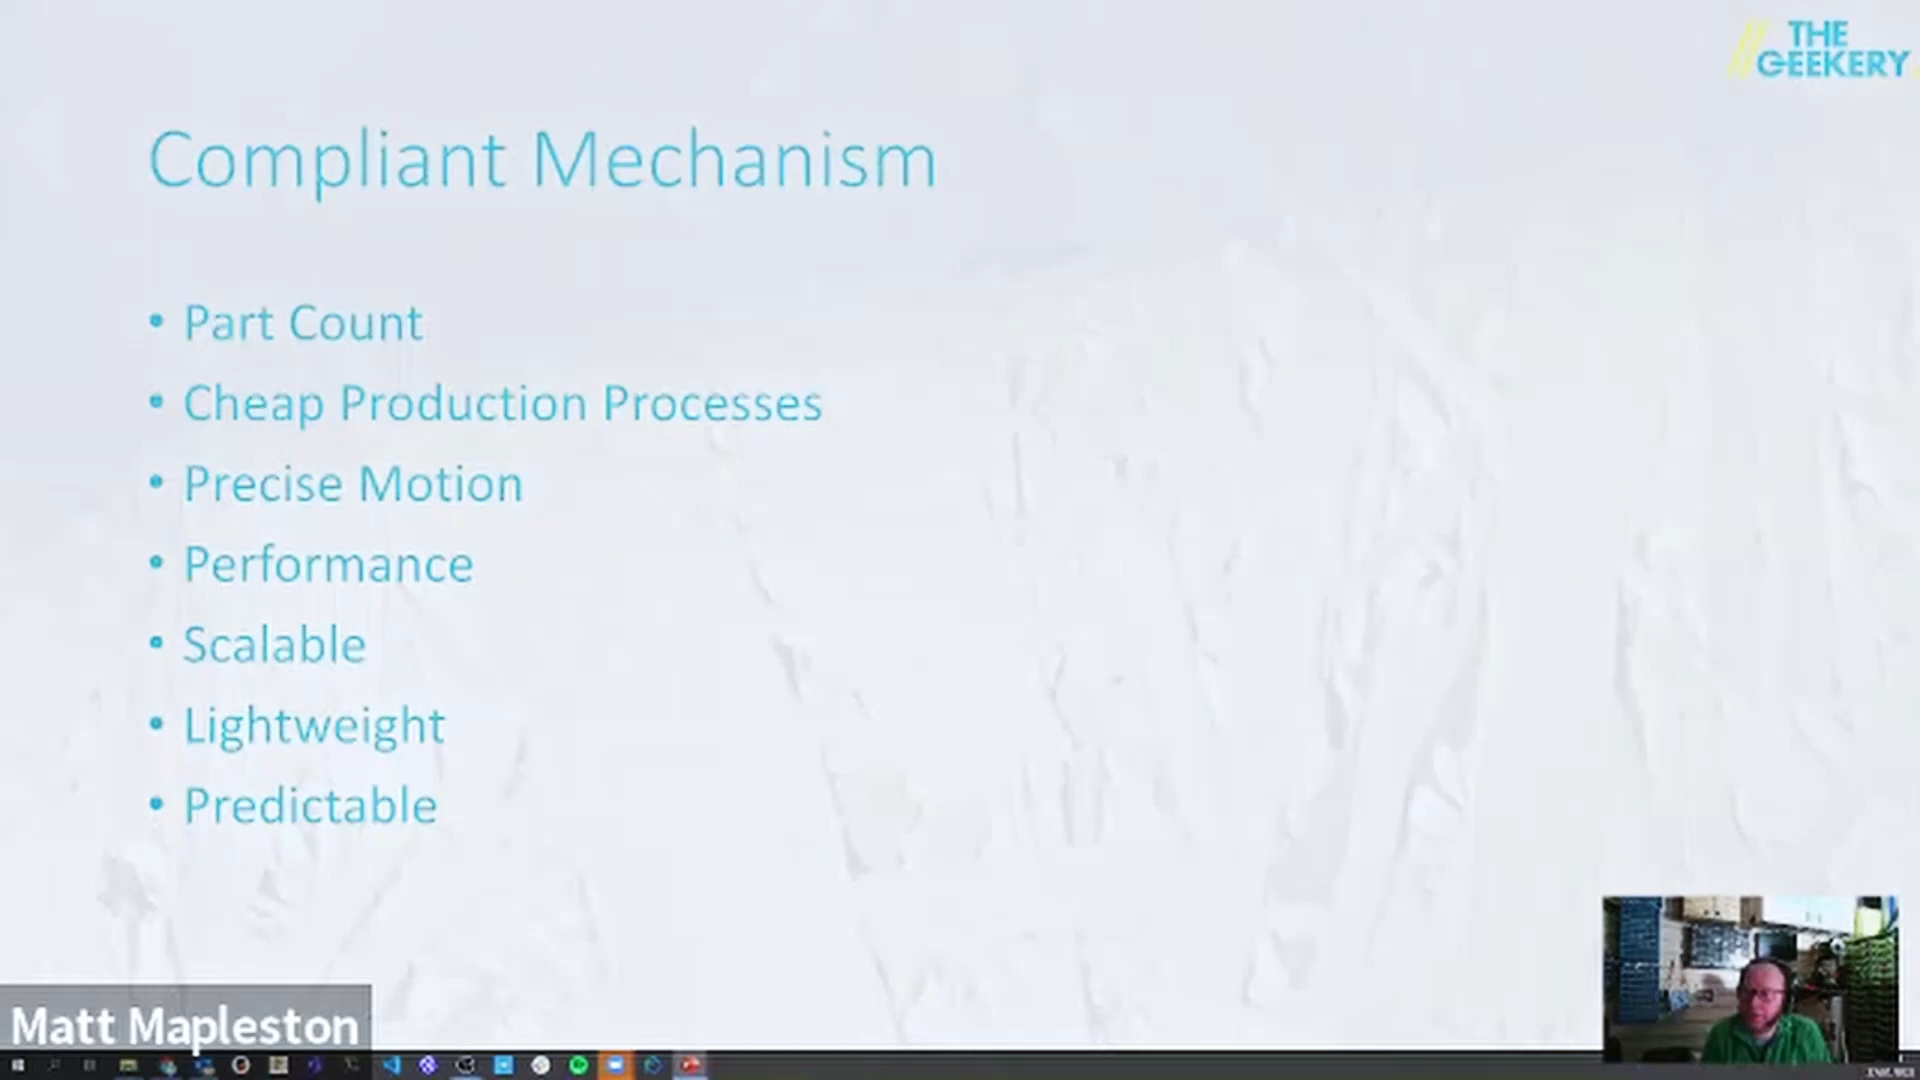 THE
GEEKERY
Compliant Mechanism
• Part Count
• Cheap Production Processes
• Precise Motion
• Performance
• Scalable
• Lightweight
• Predictable
Matt Mapleston